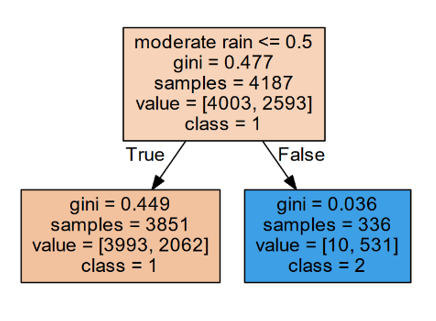 moderate rain <= 0.5
gini = 0.477
samples = 4187
value = [4003, 2593]
class = 1
True
False
gini = 0.449
samples = 3851
value = [3993, 2062]
class = 1
gini = 0.036
samples = 336
value = [10, 531]
class = 2